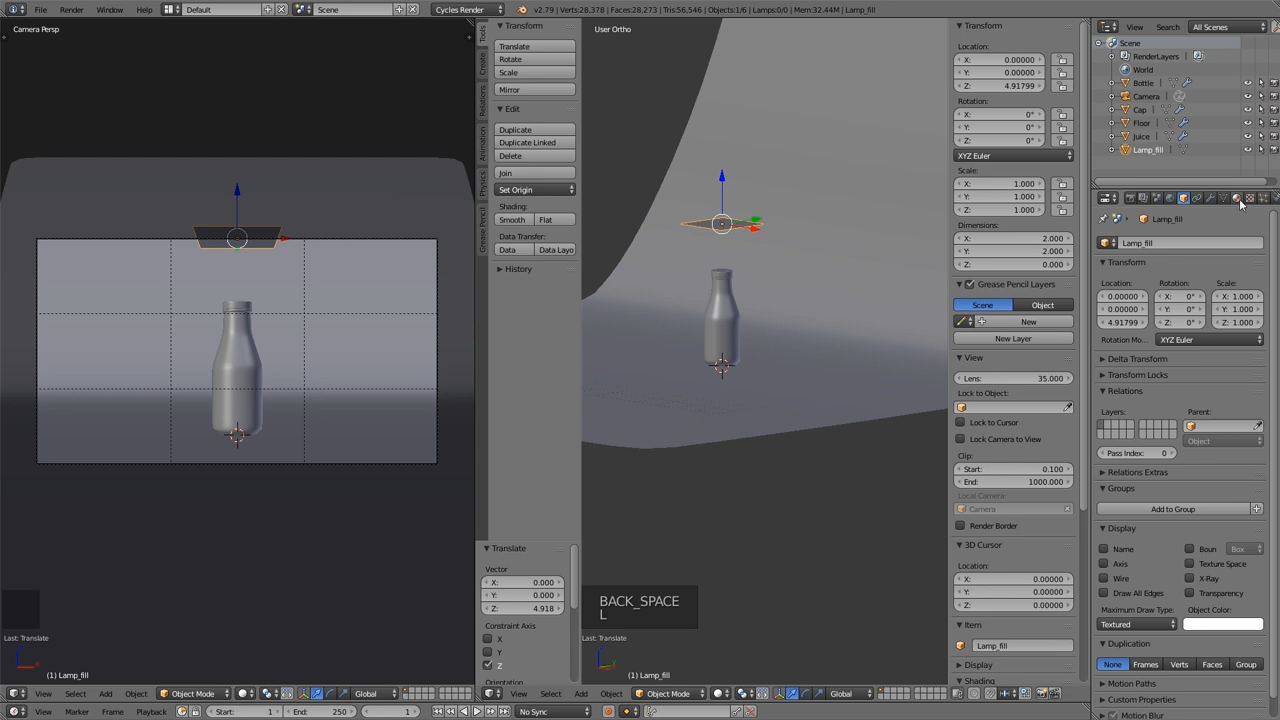 File Render Window Help Default Scene Cycles Render v2.79 | Verts:28,378 | Faces:28,273 | Tris:56,546 | Objects:1/6 | Lamps:0/0 | Mem:32.44M | Lamp_fill
Camera Persp
(1) Lamp_fill
Last: Translate
Tools
Create
Relations
Animation
Physics
Grease Pencil
Transform
Translate
Rotate
Scale
Mirror
Edit
Duplicate
Duplicate Linked
Delete
Join
Set Origin
Shading:
Smooth Flat
Data Transfer:
Data Data Layo
History
Translate
Vector
X: 0.000
Y: 0.000
Z: 4.918
Constraint Axis
X
Y
Z
Orientation
User Ortho
BACK_SPACE
L
Last: Translate
(1) Lamp_fill
Transform
Location:
X: 0.00000
Y: 0.00000
Z: 4.91799
Rotation:
X: 0°
Y: 0°
Z: 0°
XYZ Euler
Scale:
X: 1.000
Y: 1.000
Z: 1.000
Dimensions:
X: 2.000
Y: 2.000
Z: 0.000
Grease Pencil Layers
Scene Object
New
New Layer
View
Lens: 35.000
Lock to Object:
Lock to Cursor
Lock Camera to View
Clip:
Start: 0.100
End: 1000.000
Local Camera:
Camera
Render Border
3D Cursor
Location:
X: 0.00000
Y: 0.00000
Z: 0.00000
Item
Lamp_fill
Display
Shading
View Search All Scenes
Scene
RenderLayers
World
Bottle
Camera
Cap
Floor
Juice
Lamp_fill
Lamp_fill
Lamp_fill
Transform
Location: Rotation: Scale:
0.00000 X: 0° X: 1.000
0.00000 Y: 0° Y: 1.000
4.91799 Z: 0° Z: 1.000
Rotation Mo... XYZ Euler
Delta Transform
Transform Locks
Relations
Layers: Parent:
Object
Pass Index: 0
Relations Extras
Groups
Add to Group
Display
Name Boun Box
Axis Texture Space
Wire X-Ray
Draw All Edges Transparency
Maximum Draw Type: Object Color:
Textured
Duplication
None Frames Verts Faces Group
Motion Paths
Custom Properties
Motion Blur
View Select Add Object Object Mode Global
View Select Add Object Object Mode Global
View Marker Frame Playback Start: 1 End: 250 1 No Sync